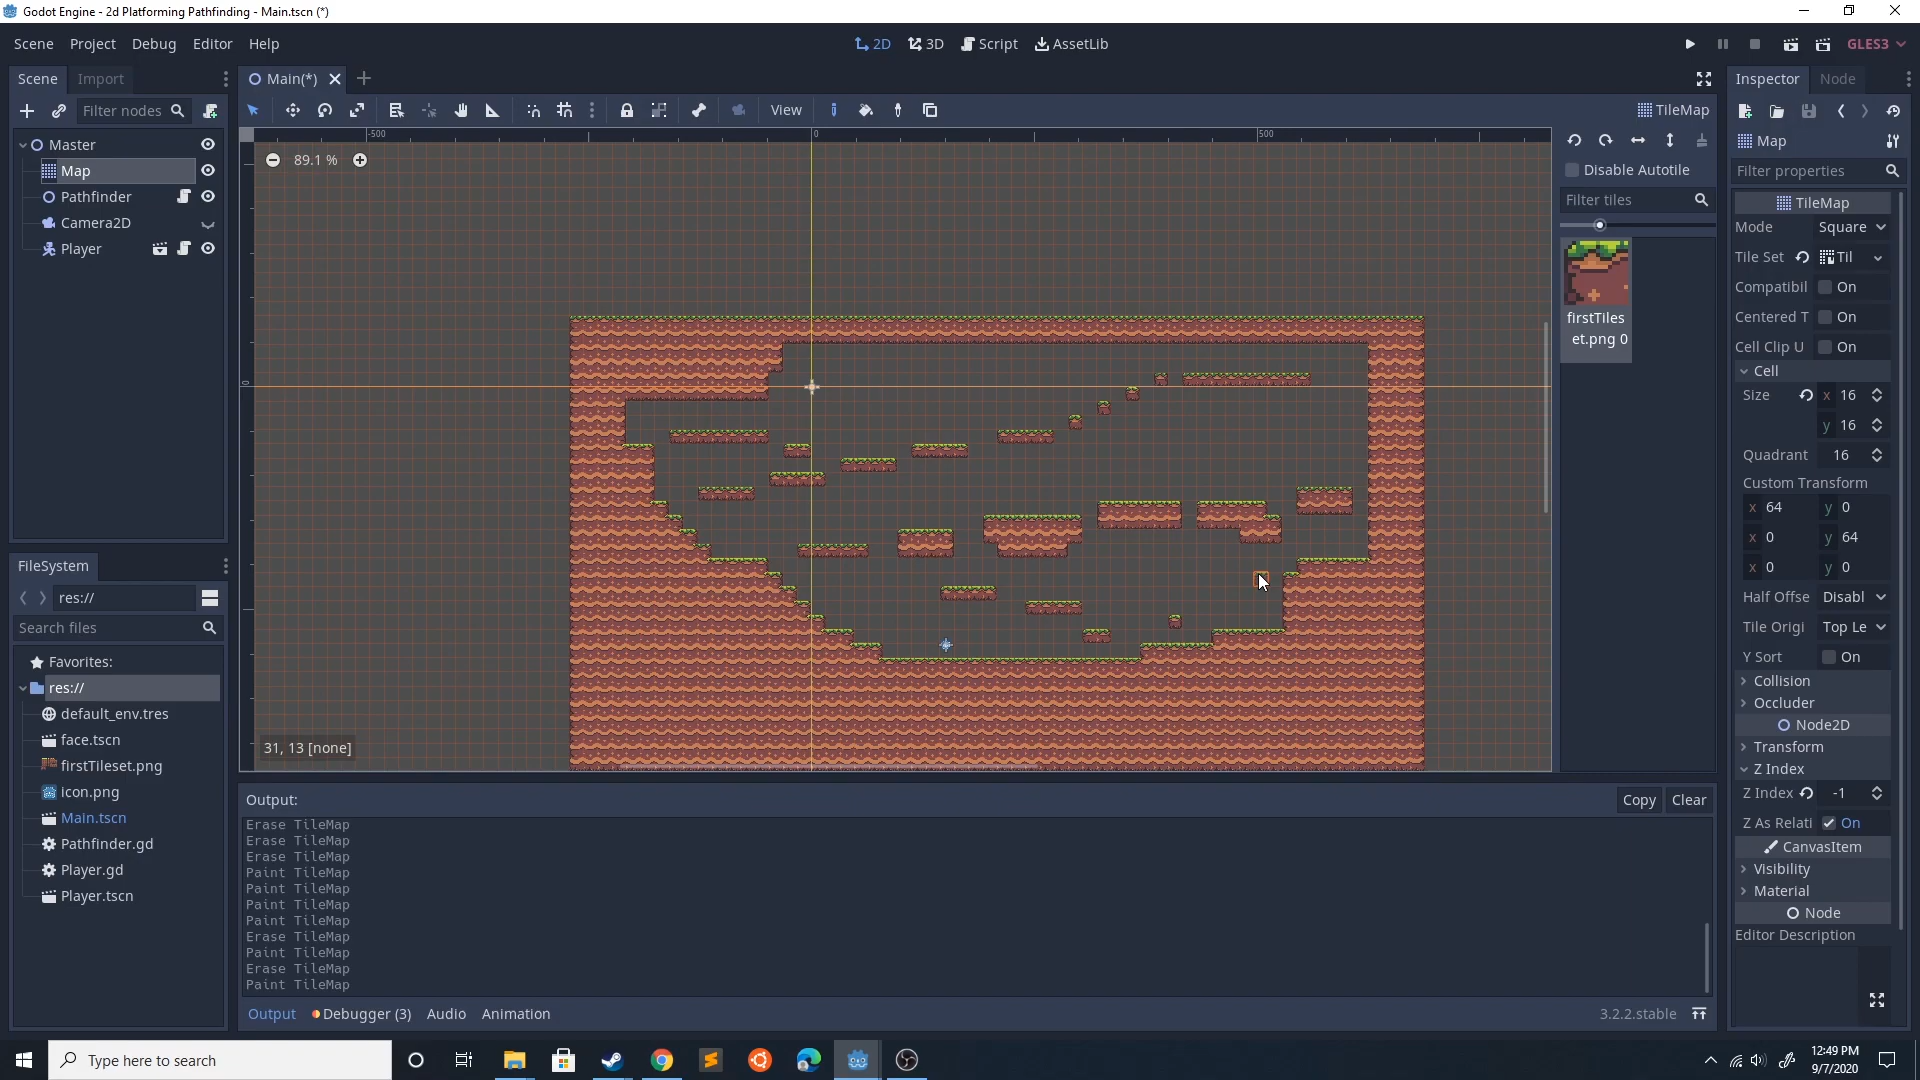 Godot Engine - 2d Platforming Pathfinding - Main.tscn (*)
Scene Project Debug Editor Help
2D 3D Script AssetLib
GLES3
Scene Import
Main(*)
Inspector Node
Filter nodes
View
TileMap
-500 0 500
0
89.1 %
Master
Map
Pathfinder
Camera2D
Player
Disable Autotile
Filter tiles
firstTiles
et.png 0
31, 13 [none]
Map
Filter properties
TileMap
Mode Square
Tile Set Til
Compatibil On
Centered T On
Cell Clip U On
Cell
Size x 16
y 16
Quadrant 16
Custom Transform
x 64 y 0
x 0 y 64
x 0 y 0
Half Offse Disabl
Tile Origi Top Le
Y Sort On
Collision
Occluder
Node2D
Transform
Z Index
Z Index -1
Z As Relati On
CanvasItem
Visibility
Material
Node
Editor Description
FileSystem
res://
Search files
Favorites:
res://
default_env.tres
face.tscn
firstTileset.png
icon.png
Main.tscn
Pathfinder.gd
Player.gd
Player.tscn
Output:
Copy Clear
Erase TileMap
Erase TileMap
Erase TileMap
Paint TileMap
Paint TileMap
Paint TileMap
Paint TileMap
Erase TileMap
Paint TileMap
Erase TileMap
Paint TileMap
Output Debugger (3) Audio Animation
3.2.2.stable
Type here to search
12:49 PM
9/7/2020